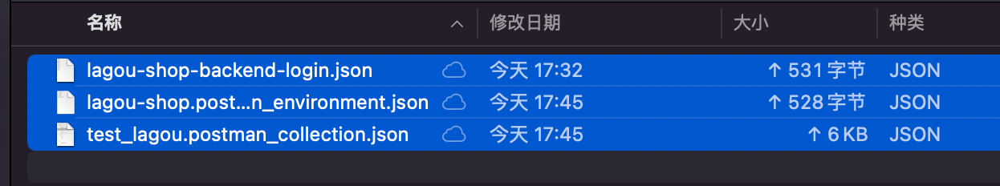 名称 修改日期 大小 种类
lagou-shop-backend-login.json 今天 17:32 ↑ 531 字节 JSON
lagou-shop.post...n_environment.json 今天 17:45 ↑ 528 字节 JSON
test_lagou.postman_collection.json 今天 17:45 ↑ 6 KB JSON